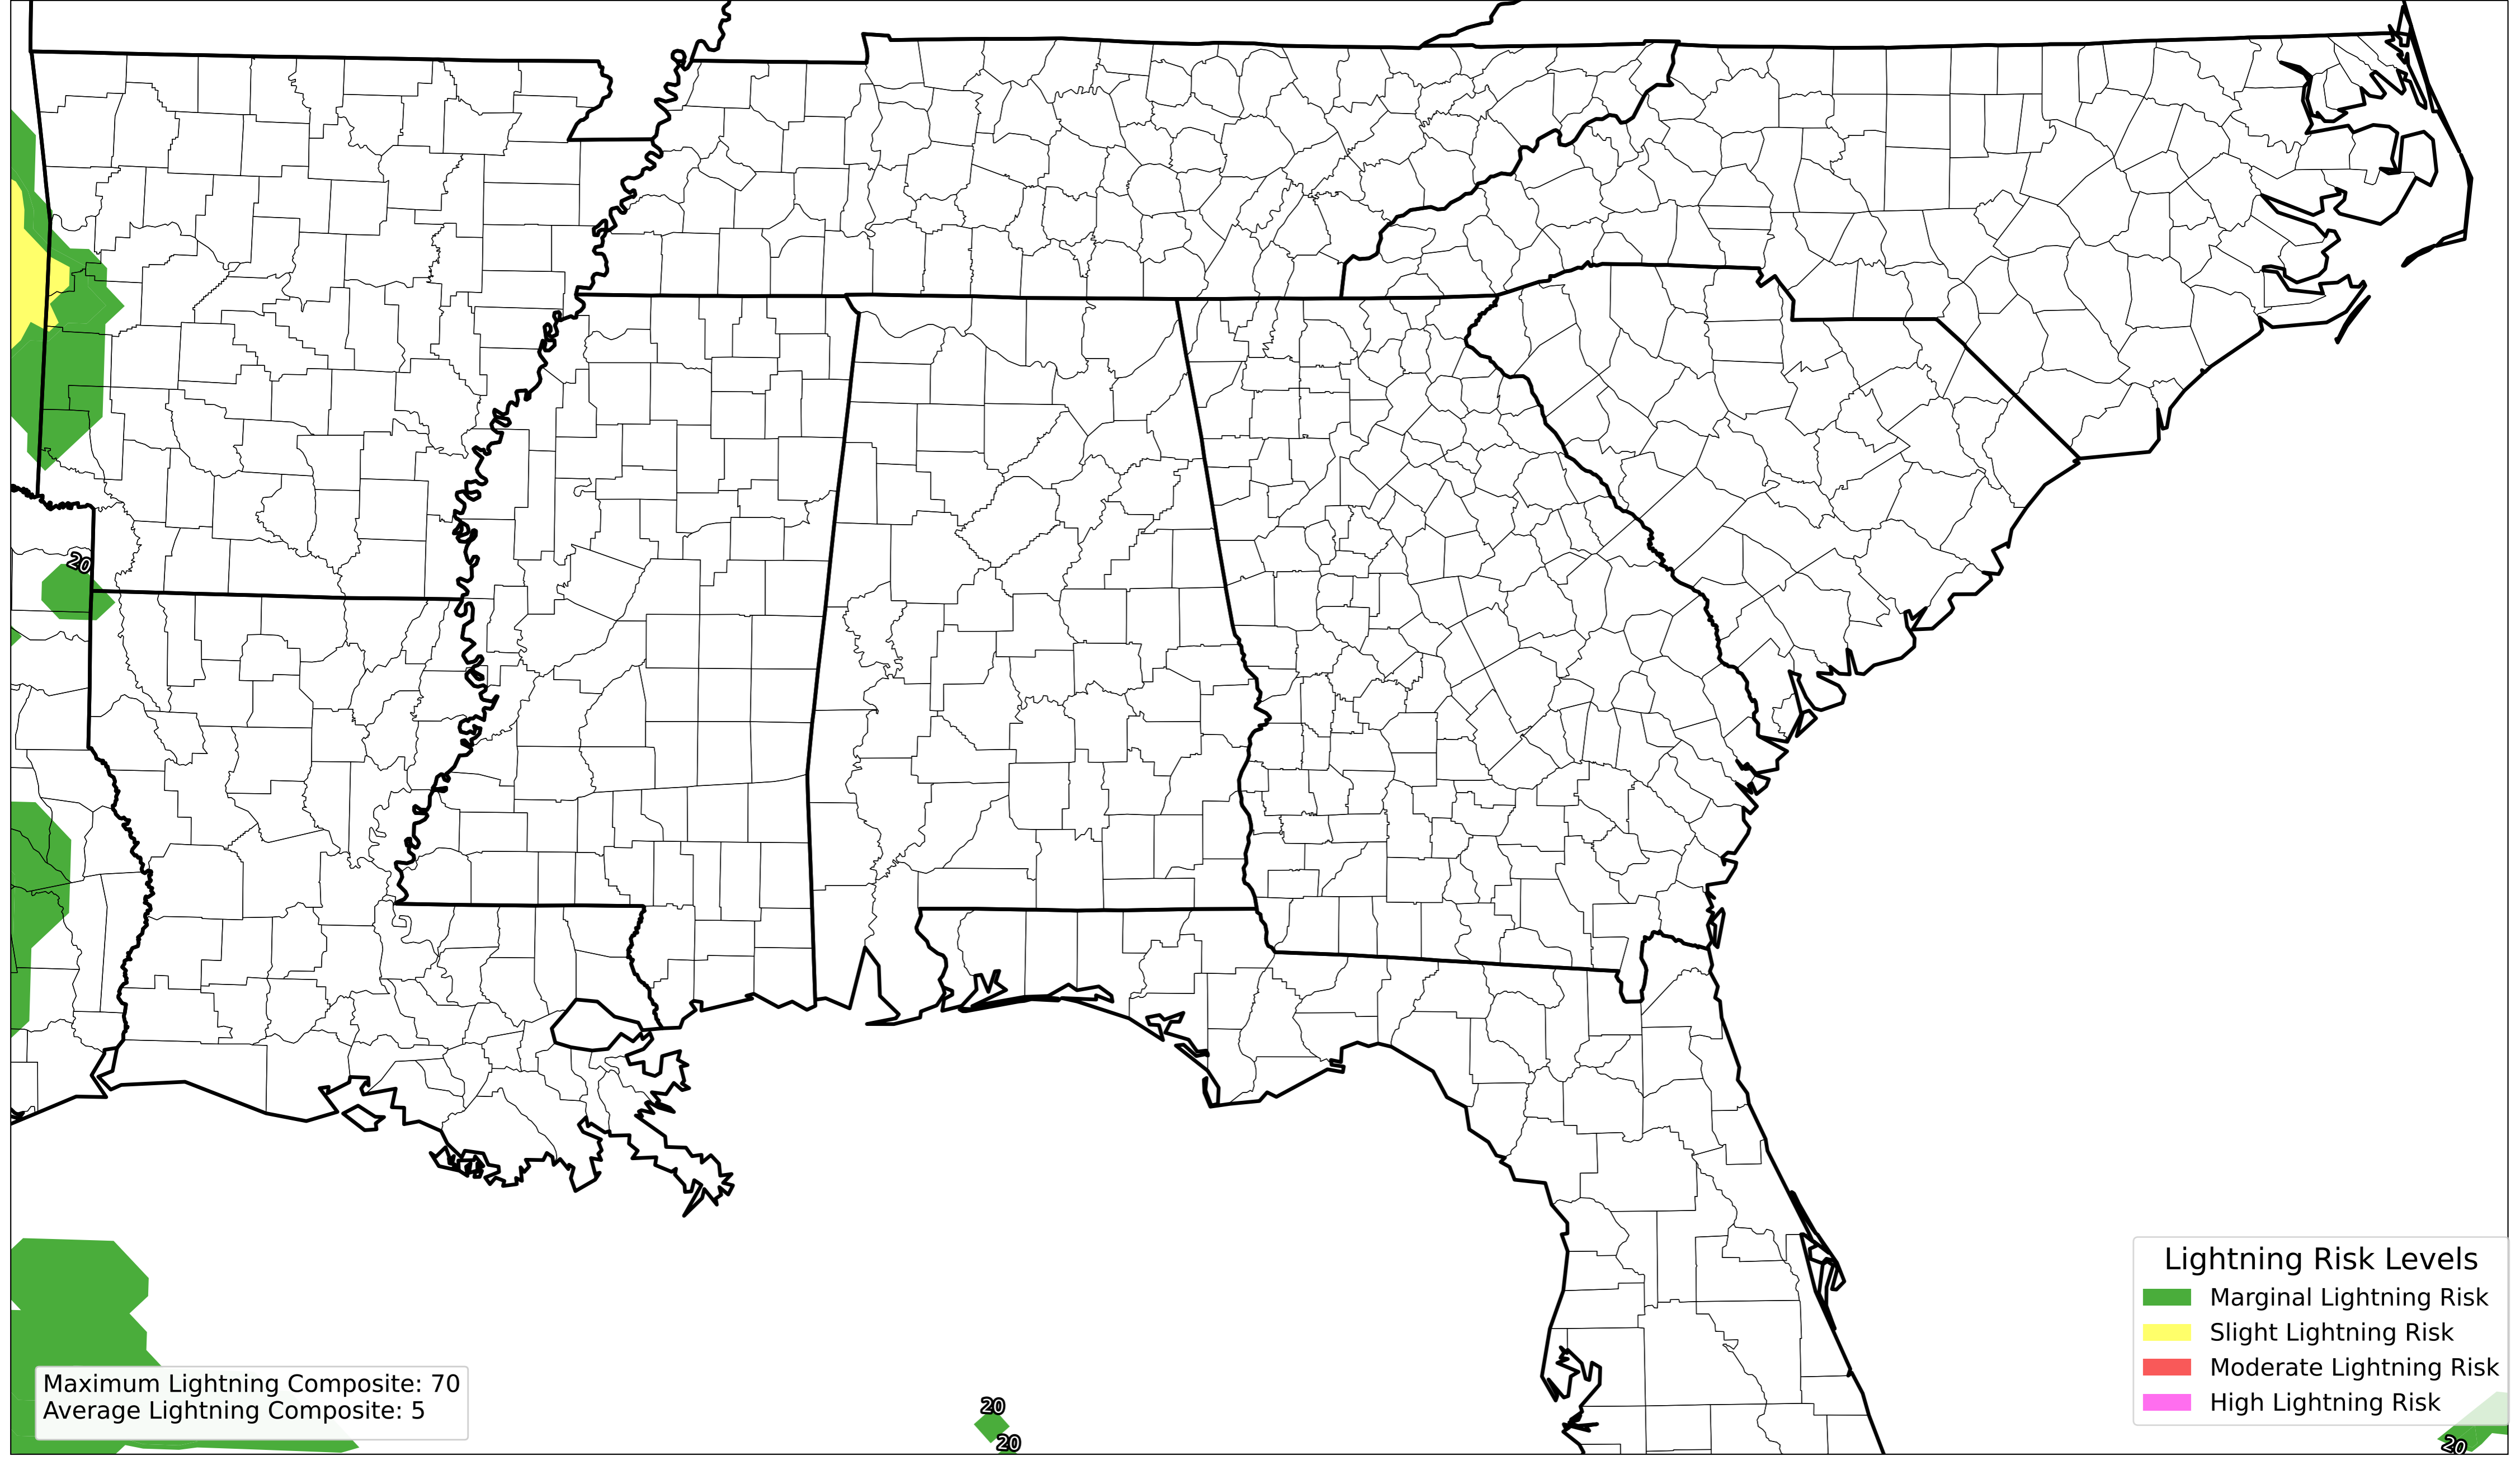 20
Lightning Risk Levels
Marginal Lightning Risk
Slight Lightning Risk
Moderate Lightning Risk
High Lightning Risk
Maximum Lightning Composite: 70
Average Lightning Composite: 5
20
20
20